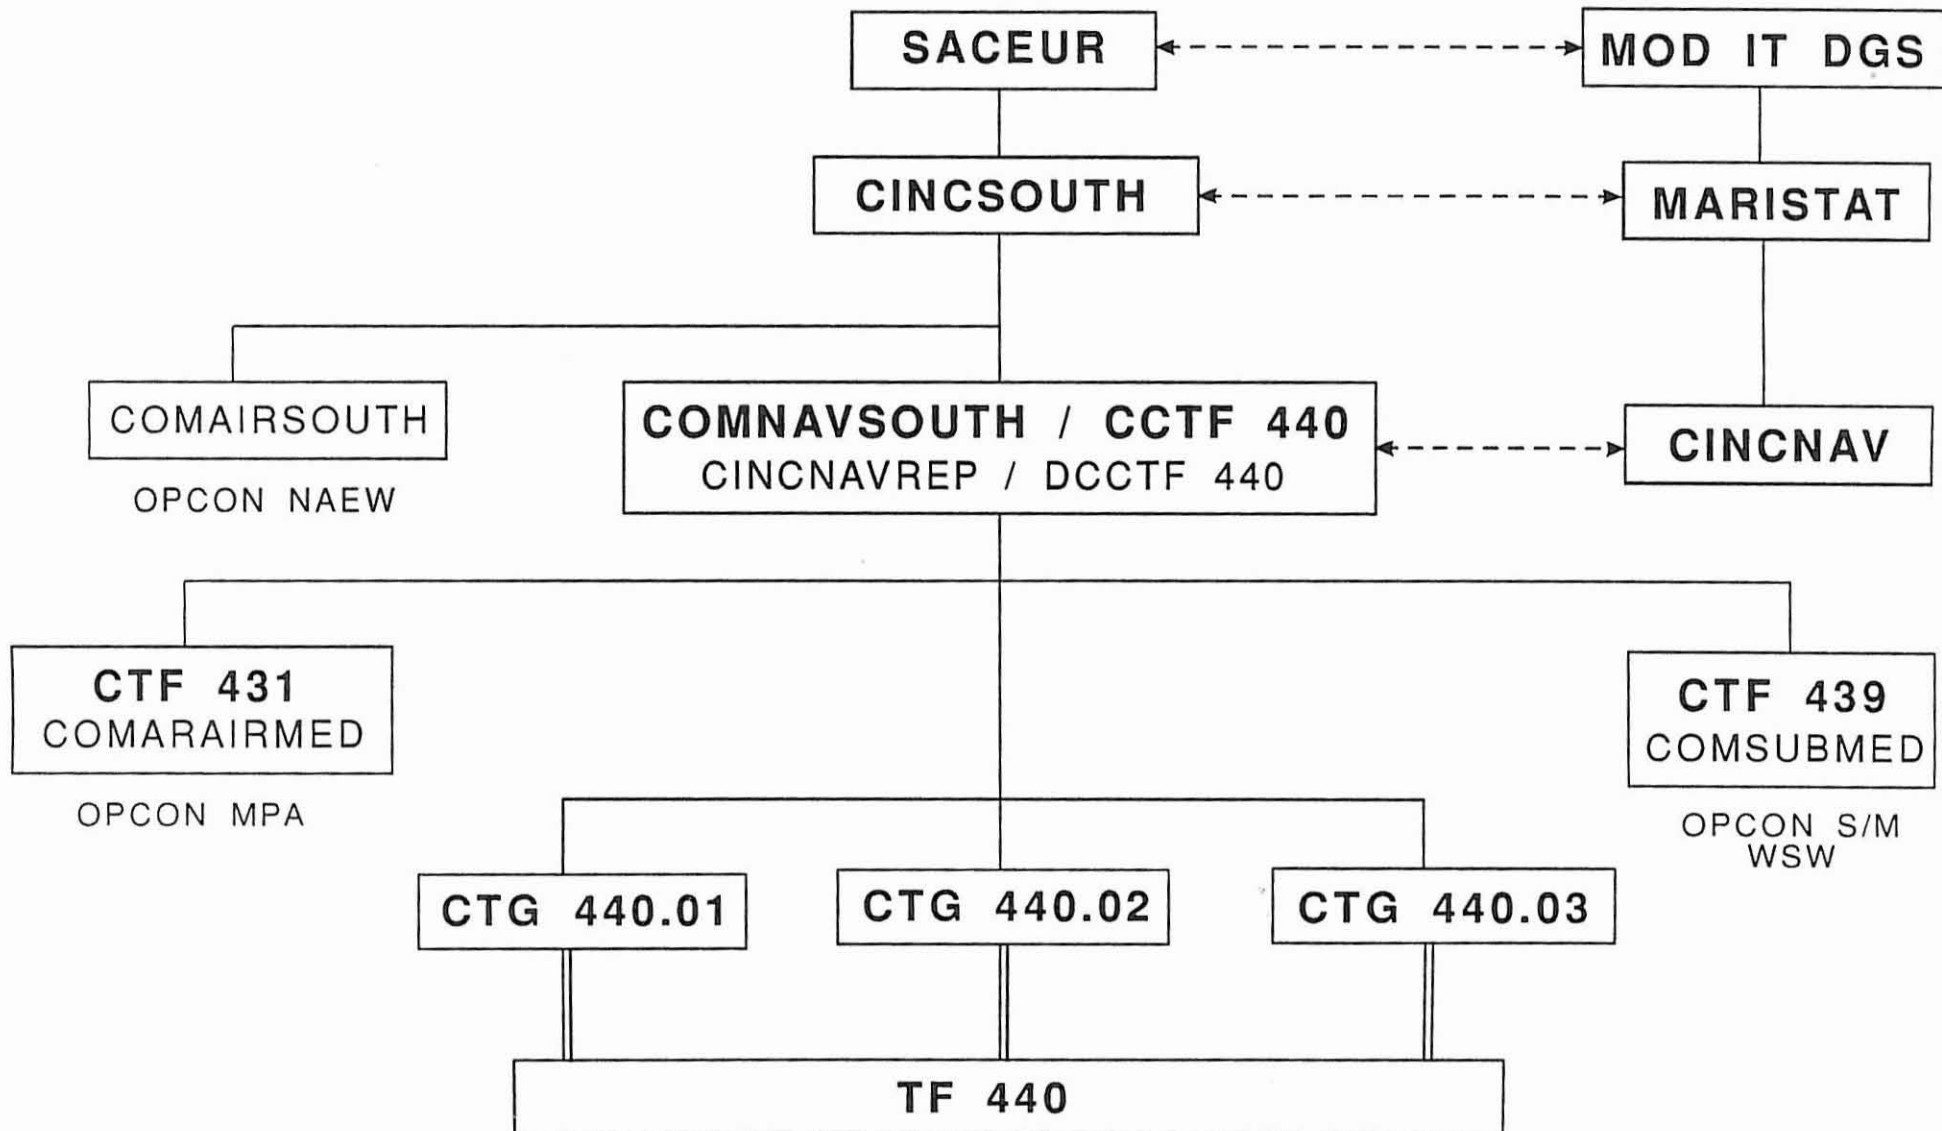 SACEUR
MOD IT DGS
CINCSOUTH
MARISTAT
COMAIRSOUTH
OPCON NAEW
COMNAVSOUTH / CCTF 440
CINCNAVREP / DCCTF 440
CINCNAV
CTF 431
COMARAIRMED
OPCON MPA
CTF 439
COMSUBMED
OPCON S/M
WSW
CTG 440.01
CTG 440.02
CTG 440.03
TF 440